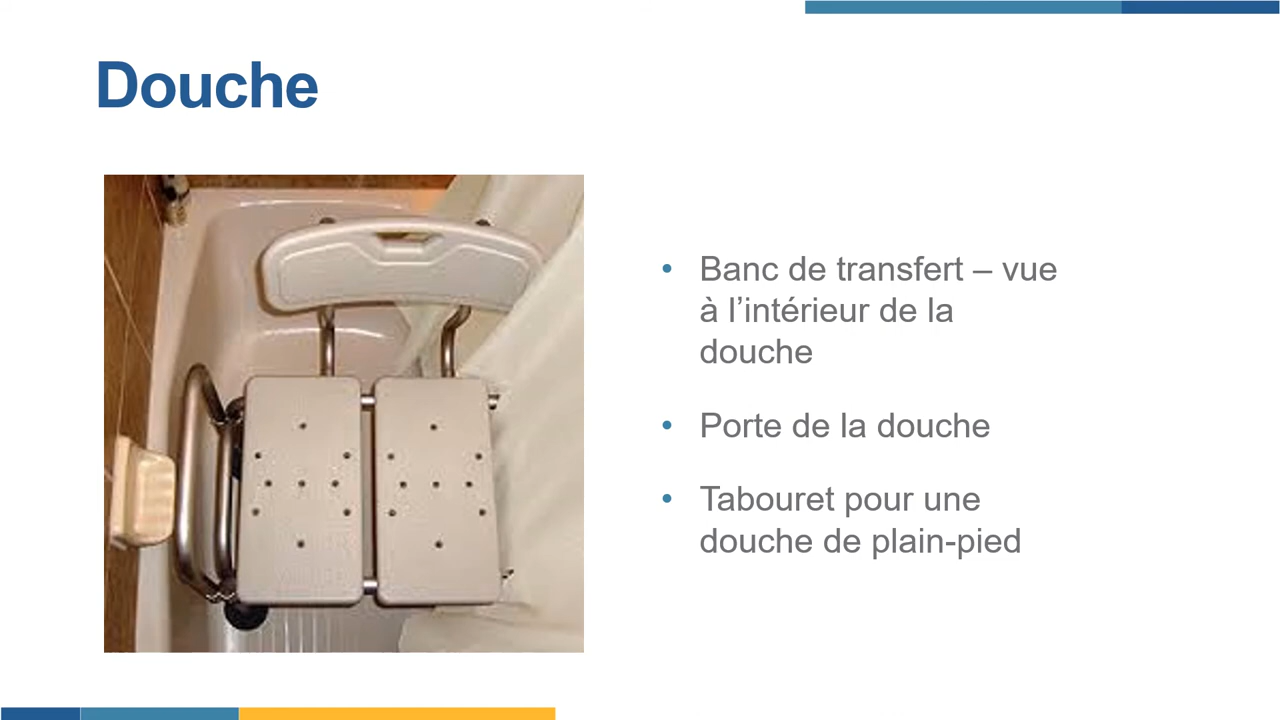 Douche
• Banc de transfert – vue
à l’intérieur de la
douche
• Porte de la douche
• Tabouret pour une
douche de plain-pied